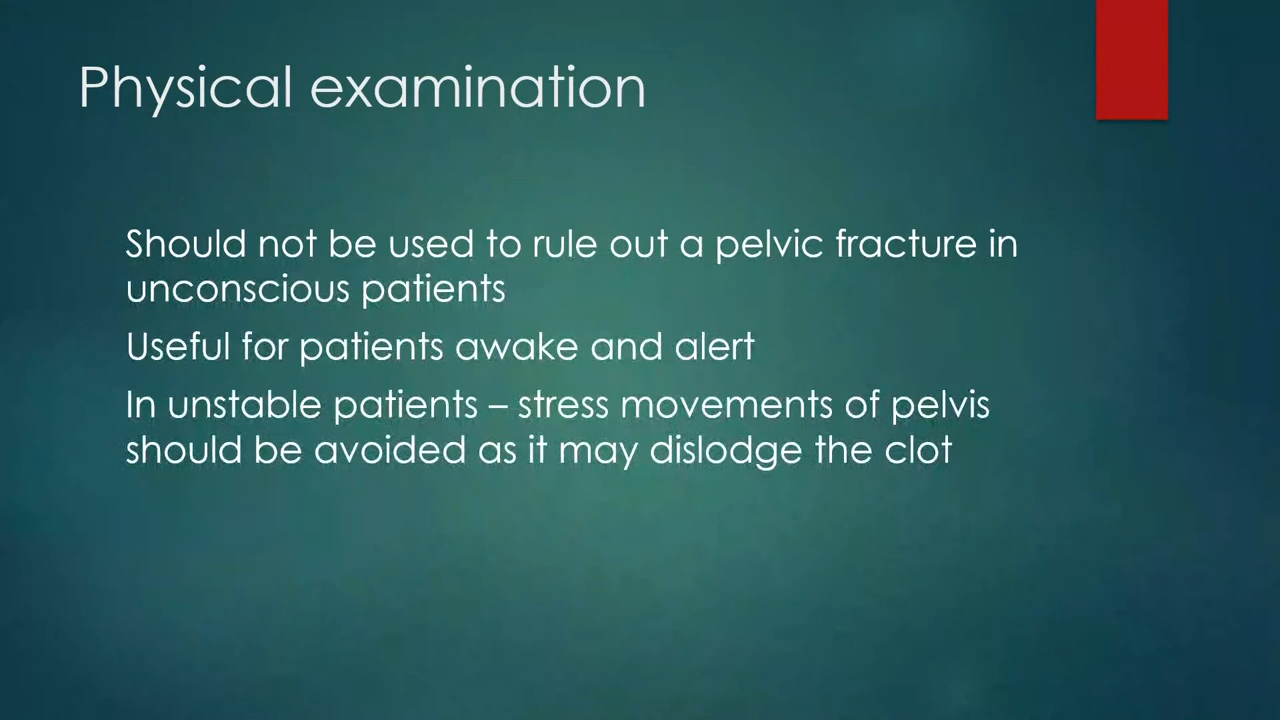 Physical examination
Should not be used to rule out a pelvic fracture in
unconscious patients
Useful for patients awake and alert
In unstable patients – stress movements of pelvis
should be avoided as it may dislodge the clot